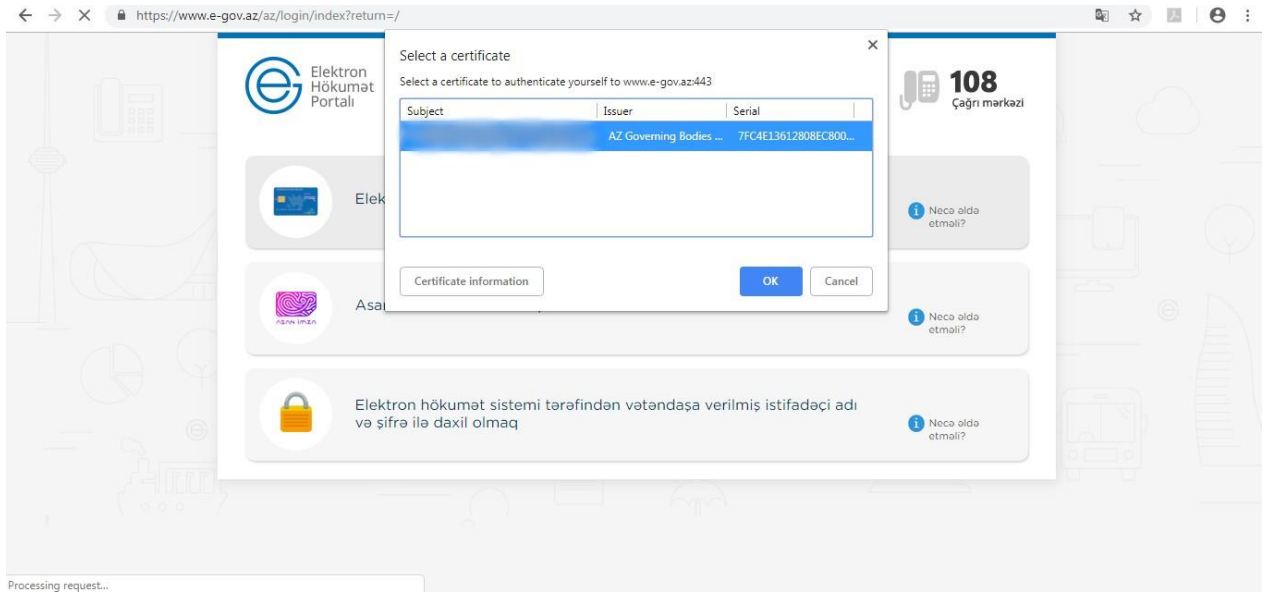 https://www.e-gov.az/az/login/index?return=/
Select a certificate
Select a certificate to authenticate yourself to www.e-gov.az:443
Subject Issuer Serial
AZ Governing Bodies ... 7FC4E13612808EC800...
Certificate information OK Cancel
Elektron
Hökumət
Portalı
108
Çağrı mərkəzi
Elek
Necə əldə
etməli?
ASAN İMZA
Asan
Necə əldə
etməli?
Elektron hökumət sistemi tərəfindən vətəndaşa verilmiş istifadəçi adı
və şifrə ilə daxil olmaq
Necə əldə
etməli?
Processing request...